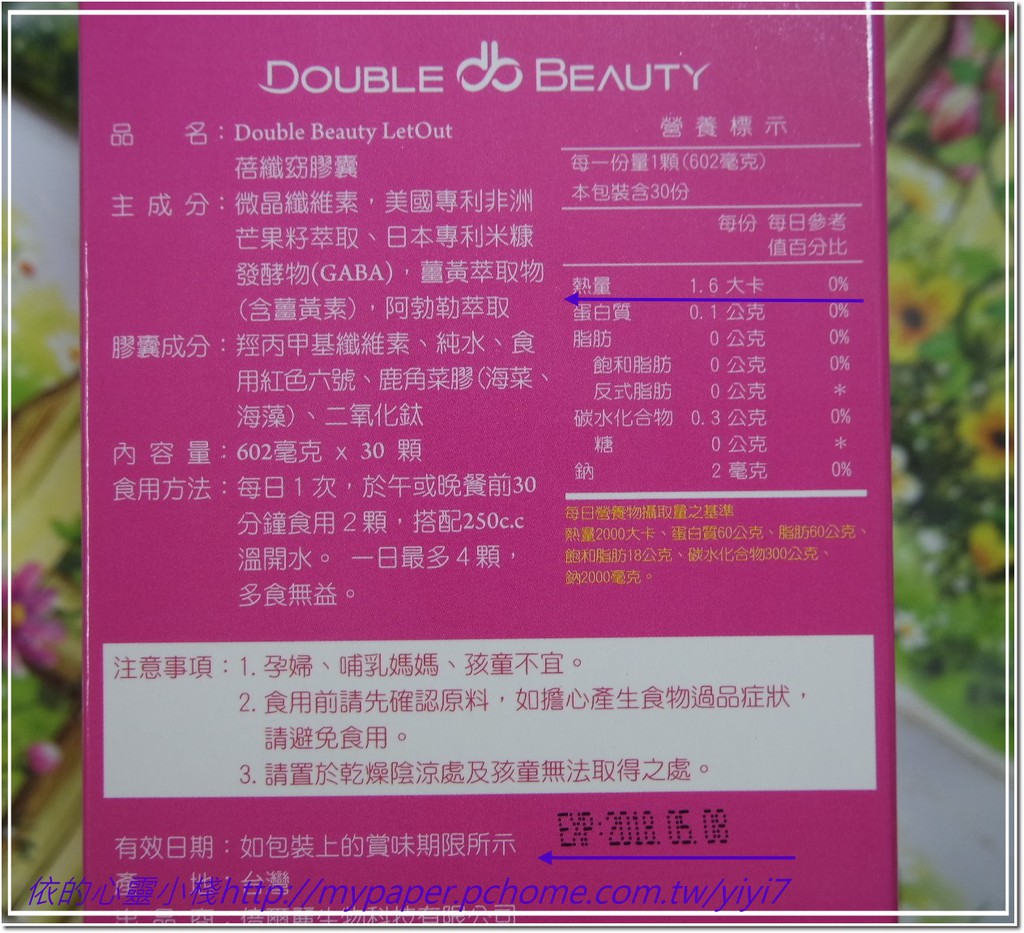 DOUBLE db BEAUTY
品　　名：Double Beauty LetOut
蓓纖窈膠囊
主 成 分：微晶纖維素，美國專利非洲
芒果籽萃取、日本專利米糠
發酵物(GABA)，薑黃萃取物
(含薑黃素)，阿勃勒萃取
膠囊成分：羥丙甲基纖維素、純水、食
用紅色六號、鹿角菜膠(海菜、
海藻)、二氧化鈦
內 容 量：602毫克 x 30 顆
食用方法：每日1次，於午或晚餐前30
分鐘食用2顆，搭配250c.c
溫開水。 一日最多4顆，
多食無益。
營 養 標 示
每一份量1顆(602毫克)
本包裝含30份
每份 每日參考
值百分比
熱量 1.6 大卡 0%
蛋白質 0.1 公克 0%
脂肪 0 公克 0%
飽和脂肪 0 公克 0%
反式脂肪 0 公克 *
碳水化合物 0.3 公克 0%
糖 0 公克 *
鈉 2 毫克 0%
每日營養物攝取量之基準
熱量2000大卡、蛋白質60公克、脂肪60公克、
飽和脂肪18公克、碳水化合物300公克、
鈉2000毫克。
注意事項：1. 孕婦、哺乳媽媽、孩童不宜。
2. 食用前請先確認原料，如擔心產生食物過品症狀，
請避免食用。
3. 請置於乾燥陰涼處及孩童無法取得之處。
有效日期：如包裝上的賞味期限所示
EXP:2018.05.08
產　　地：台灣
依的心靈小棧http://mypaper.pchome.com.tw/yiyi7